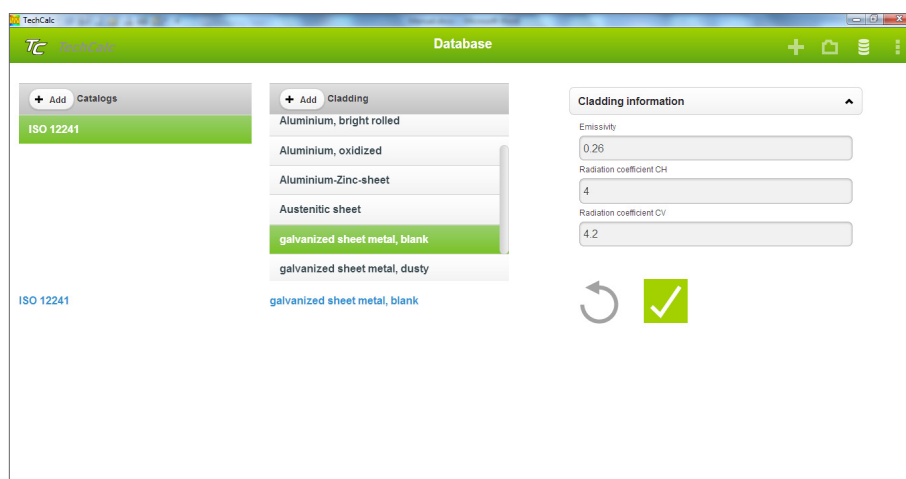 TechCalc
TC
Database
+ Add Catalogs
ISO 12241
+ Add Cladding
Aluminium, bright rolled
Aluminium, oxidized
Aluminium-Zinc-sheet
Austenitic sheet
galvanized sheet metal, blank
galvanized sheet metal, dusty
ISO 12241
galvanized sheet metal, blank
Cladding information
Emissivity
0.26
Radiation coefficient CH
4
Radiation coefficient CV
4.2